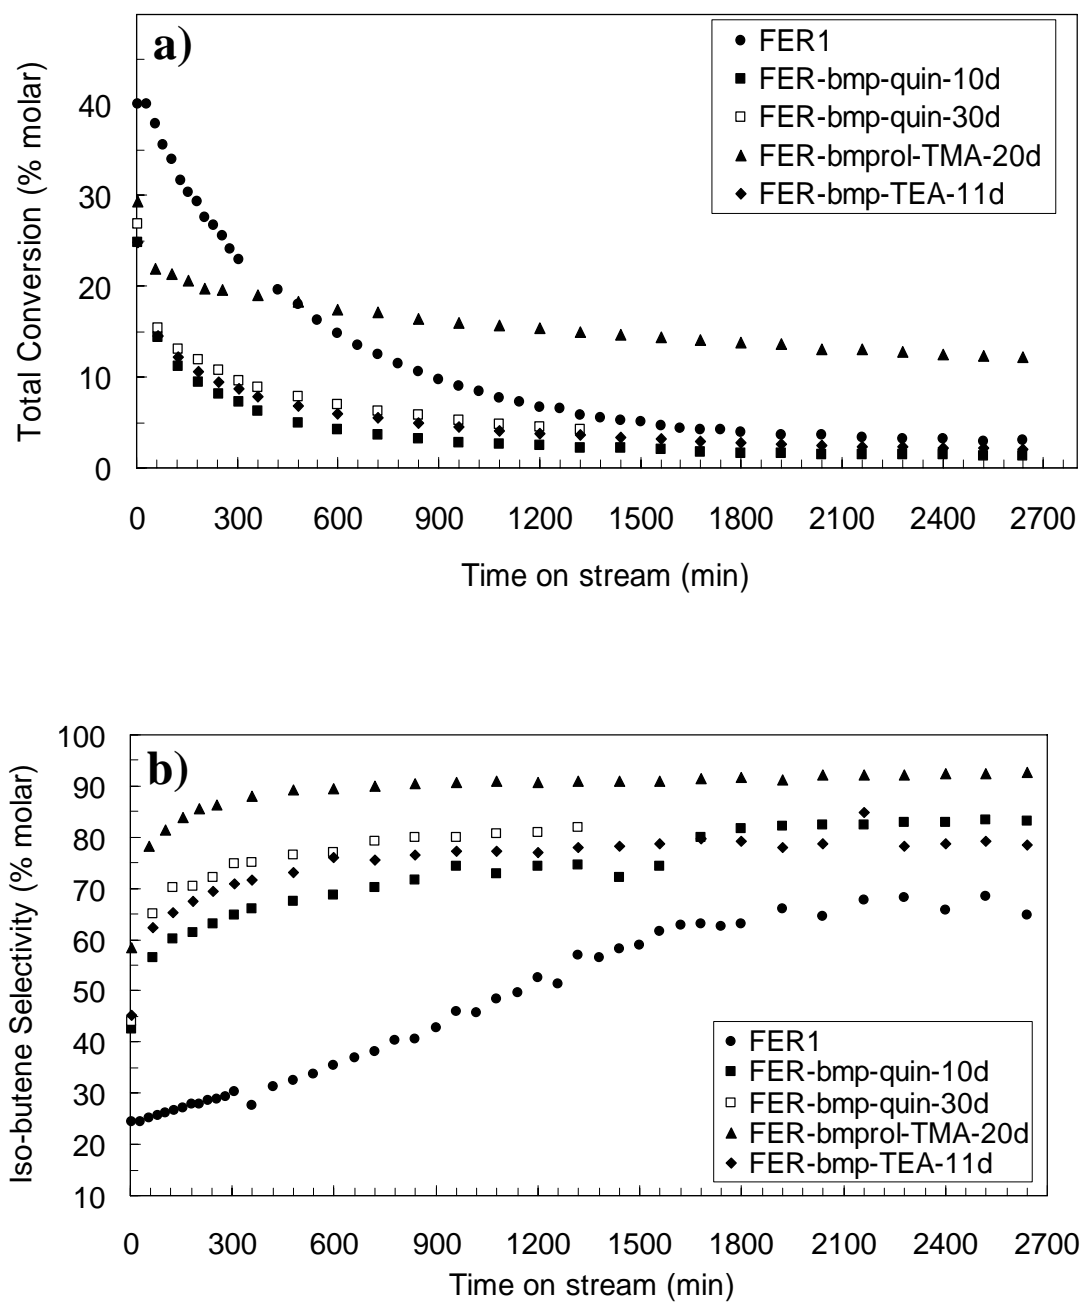 a)
FER1
FER-bmp-quin-10d
FER-bmp-quin-30d
FER-bmprol-TMA-20d
FER-bmp-TEA-11d
Total Conversion (% molar)
40
30
20
10
0
0 300 600 900 1200 1500 1800 2100 2400 2700
Time on stream (min)
b)
Iso-butene Selectivity (% molar)
100
90
80
70
60
50
40
30
20
10
FER1
FER-bmp-quin-10d
FER-bmp-quin-30d
FER-bmprol-TMA-20d
FER-bmp-TEA-11d
0 300 600 900 1200 1500 1800 2100 2400 2700
Time on stream (min)